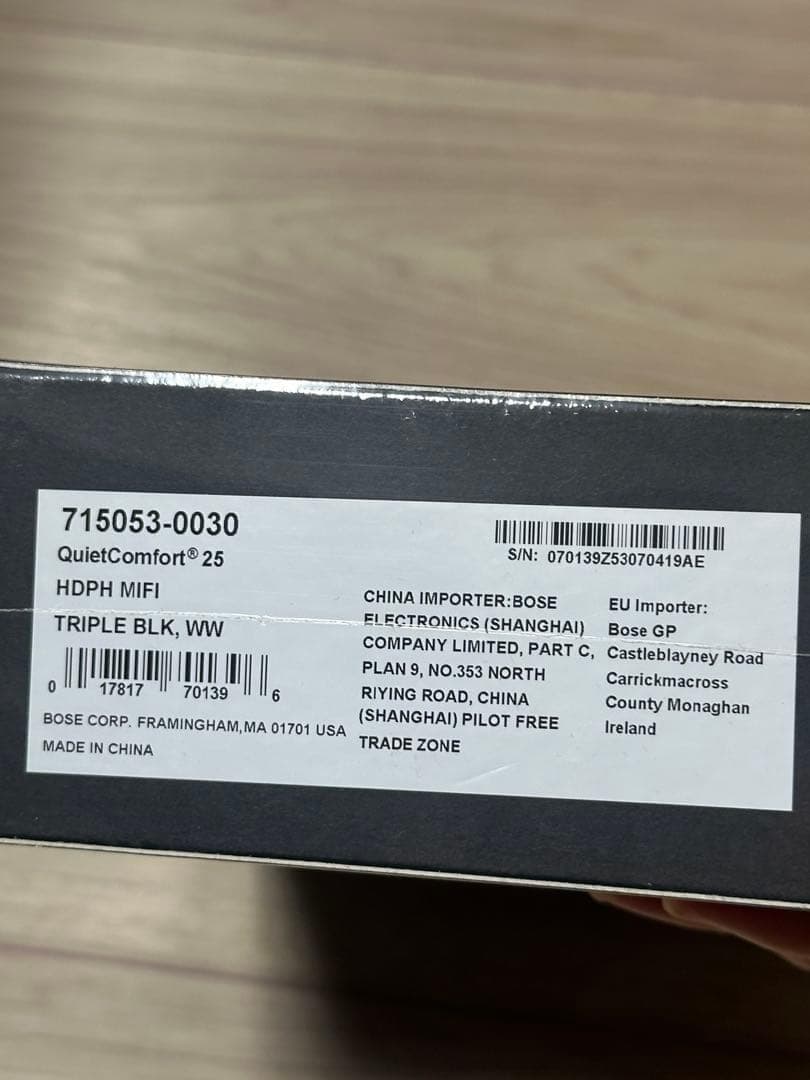 715053-0030
QuietComfort® 25
HDPH MIFI
TRIPLE BLK, WW
0 17817 70139 6
BOSE CORP. FRAMINGHAM,MA 01701 USA
MADE IN CHINA
S/N: 070139Z53070419AE
CHINA IMPORTER:BOSE
ELECTRONICS (SHANGHAI)
COMPANY LIMITED, PART C,
PLAN 9, NO.353 NORTH
RIYING ROAD, CHINA
(SHANGHAI) PILOT FREE
TRADE ZONE
EU Importer:
Bose GP
Castleblayney Road
Carrickmacross
County Monaghan
Ireland